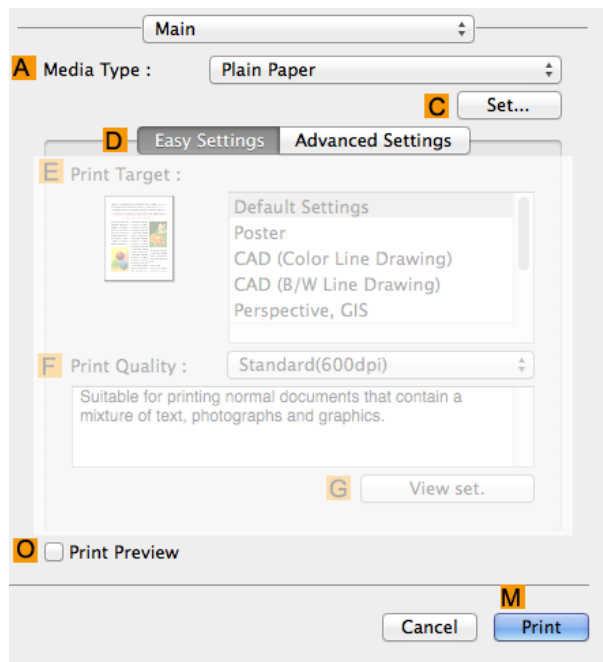 Main
A Media Type : Plain Paper
C Set...
D Easy Settings Advanced Settings
E Print Target :
Default Settings
Poster
CAD (Color Line Drawing)
CAD (B/W Line Drawing)
Perspective, GIS
F Print Quality : Standard(600dpi)
Suitable for printing normal documents that contain a
mixture of text, photographs and graphics.
G View set.
O Print Preview
M
Cancel Print